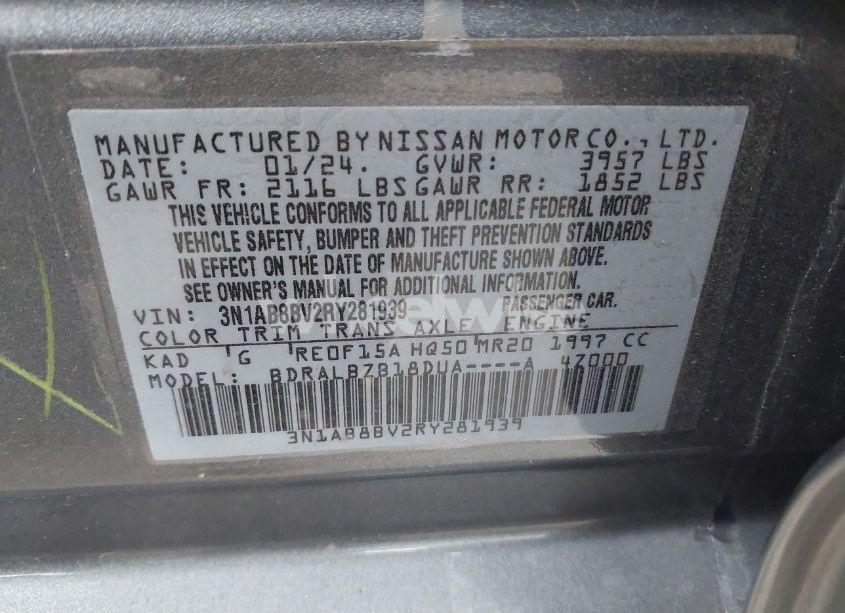 MANUFACTURED BY NISSAN MOTOR CO., LTD.
DATE: 01/24. GVWR: 3957 LBS
GAWR FR: 2116 LBS GAWR RR: 1852 LBS
THIS VEHICLE CONFORMS TO ALL APPLICABLE FEDERAL MOTOR
VEHICLE SAFETY, BUMPER AND THEFT PREVENTION STANDARDS
IN EFFECT ON THE DATE OF MANUFACTURE SHOWN ABOVE.
SEE OWNER'S MANUAL FOR ADDITIONAL INFORMATION.
VIN: 3N1AB8BV2RY281939 PASSENGER CAR.
COLOR TRIM TRANS AXLE ENGINE
KAD G RE0F15A HQ50 MR20 1997 CC
MODEL: BDRALBZB18DUA----A 47000
3N1AB8BV2RY281939